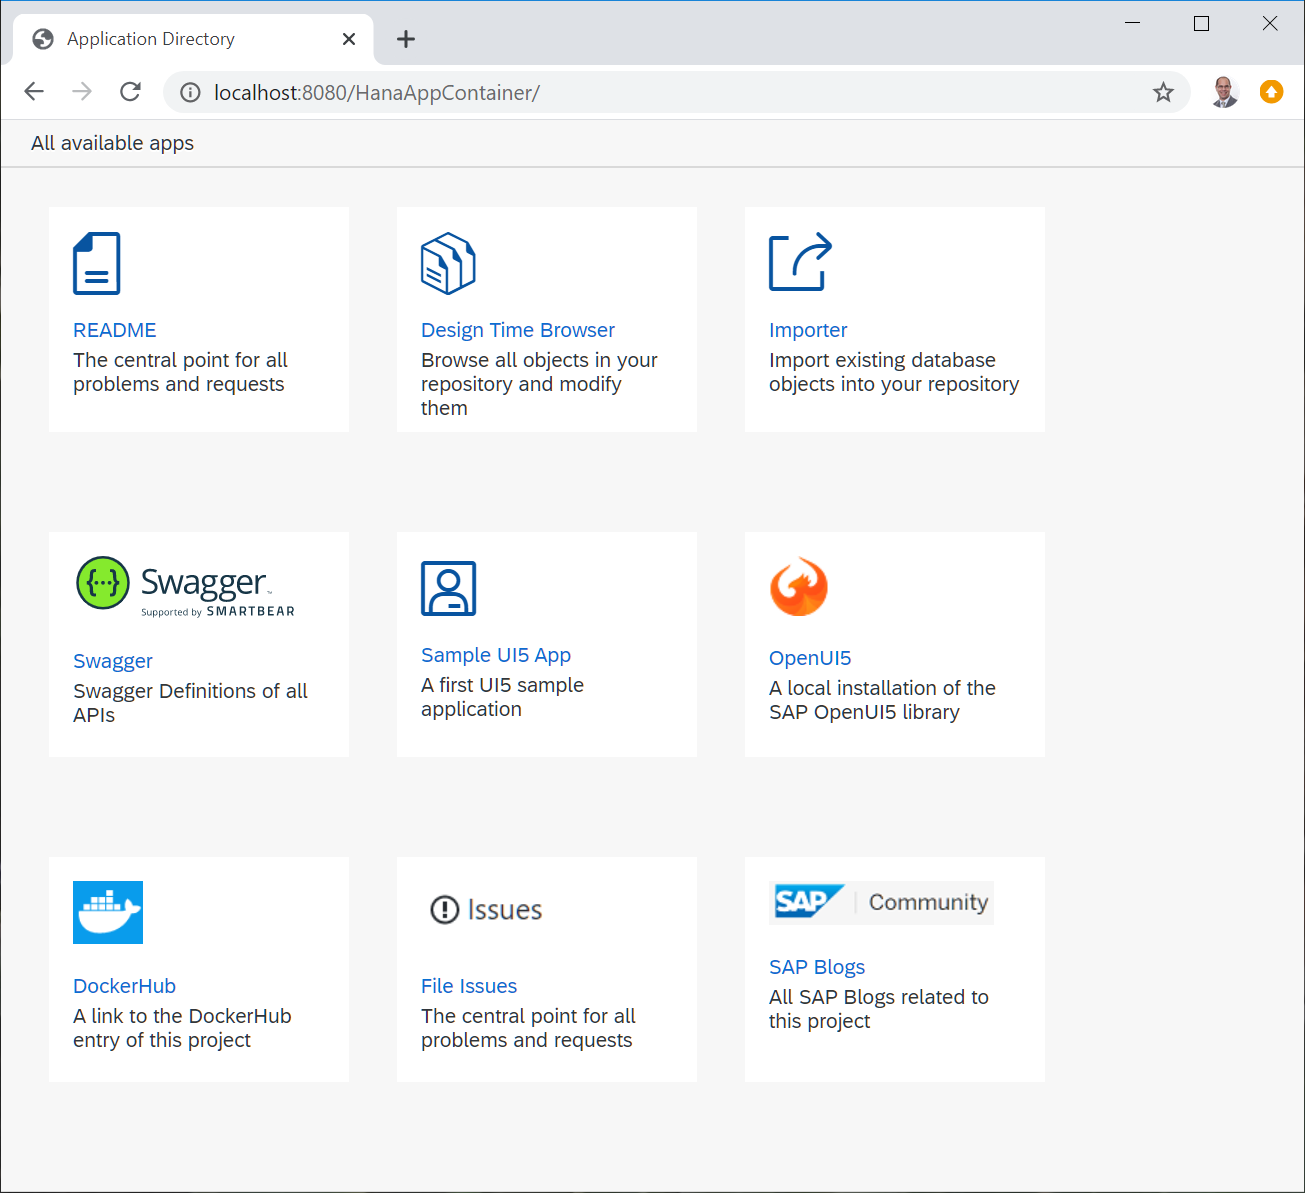 Application Directory
localhost:8080/HanaAppContainer/
All available apps
README
The central point for all
problems and requests
Design Time Browser
Browse all objects in your
repository and modify
them
Importer
Import existing database
objects into your repository
Swagger™
Supported by SMARTBEAR
Swagger
Swagger Definitions of all
APIs
Sample UI5 App
A first UI5 sample
application
OpenUI5
A local installation of the
SAP OpenUI5 library
DockerHub
A link to the DockerHub
entry of this project
Issues
File Issues
The central point for all
problems and requests
SAP Community
SAP Blogs
All SAP Blogs related to
this project